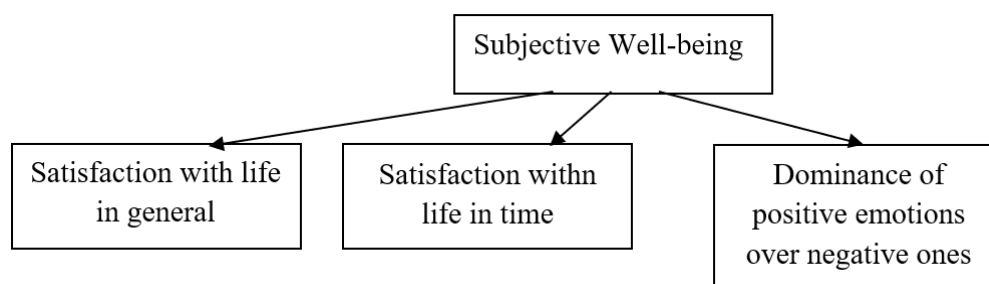 Subjective Well-being
Satisfaction with life
in general
Satisfaction withn
life in time
Dominance of
positive emotions
over negative ones